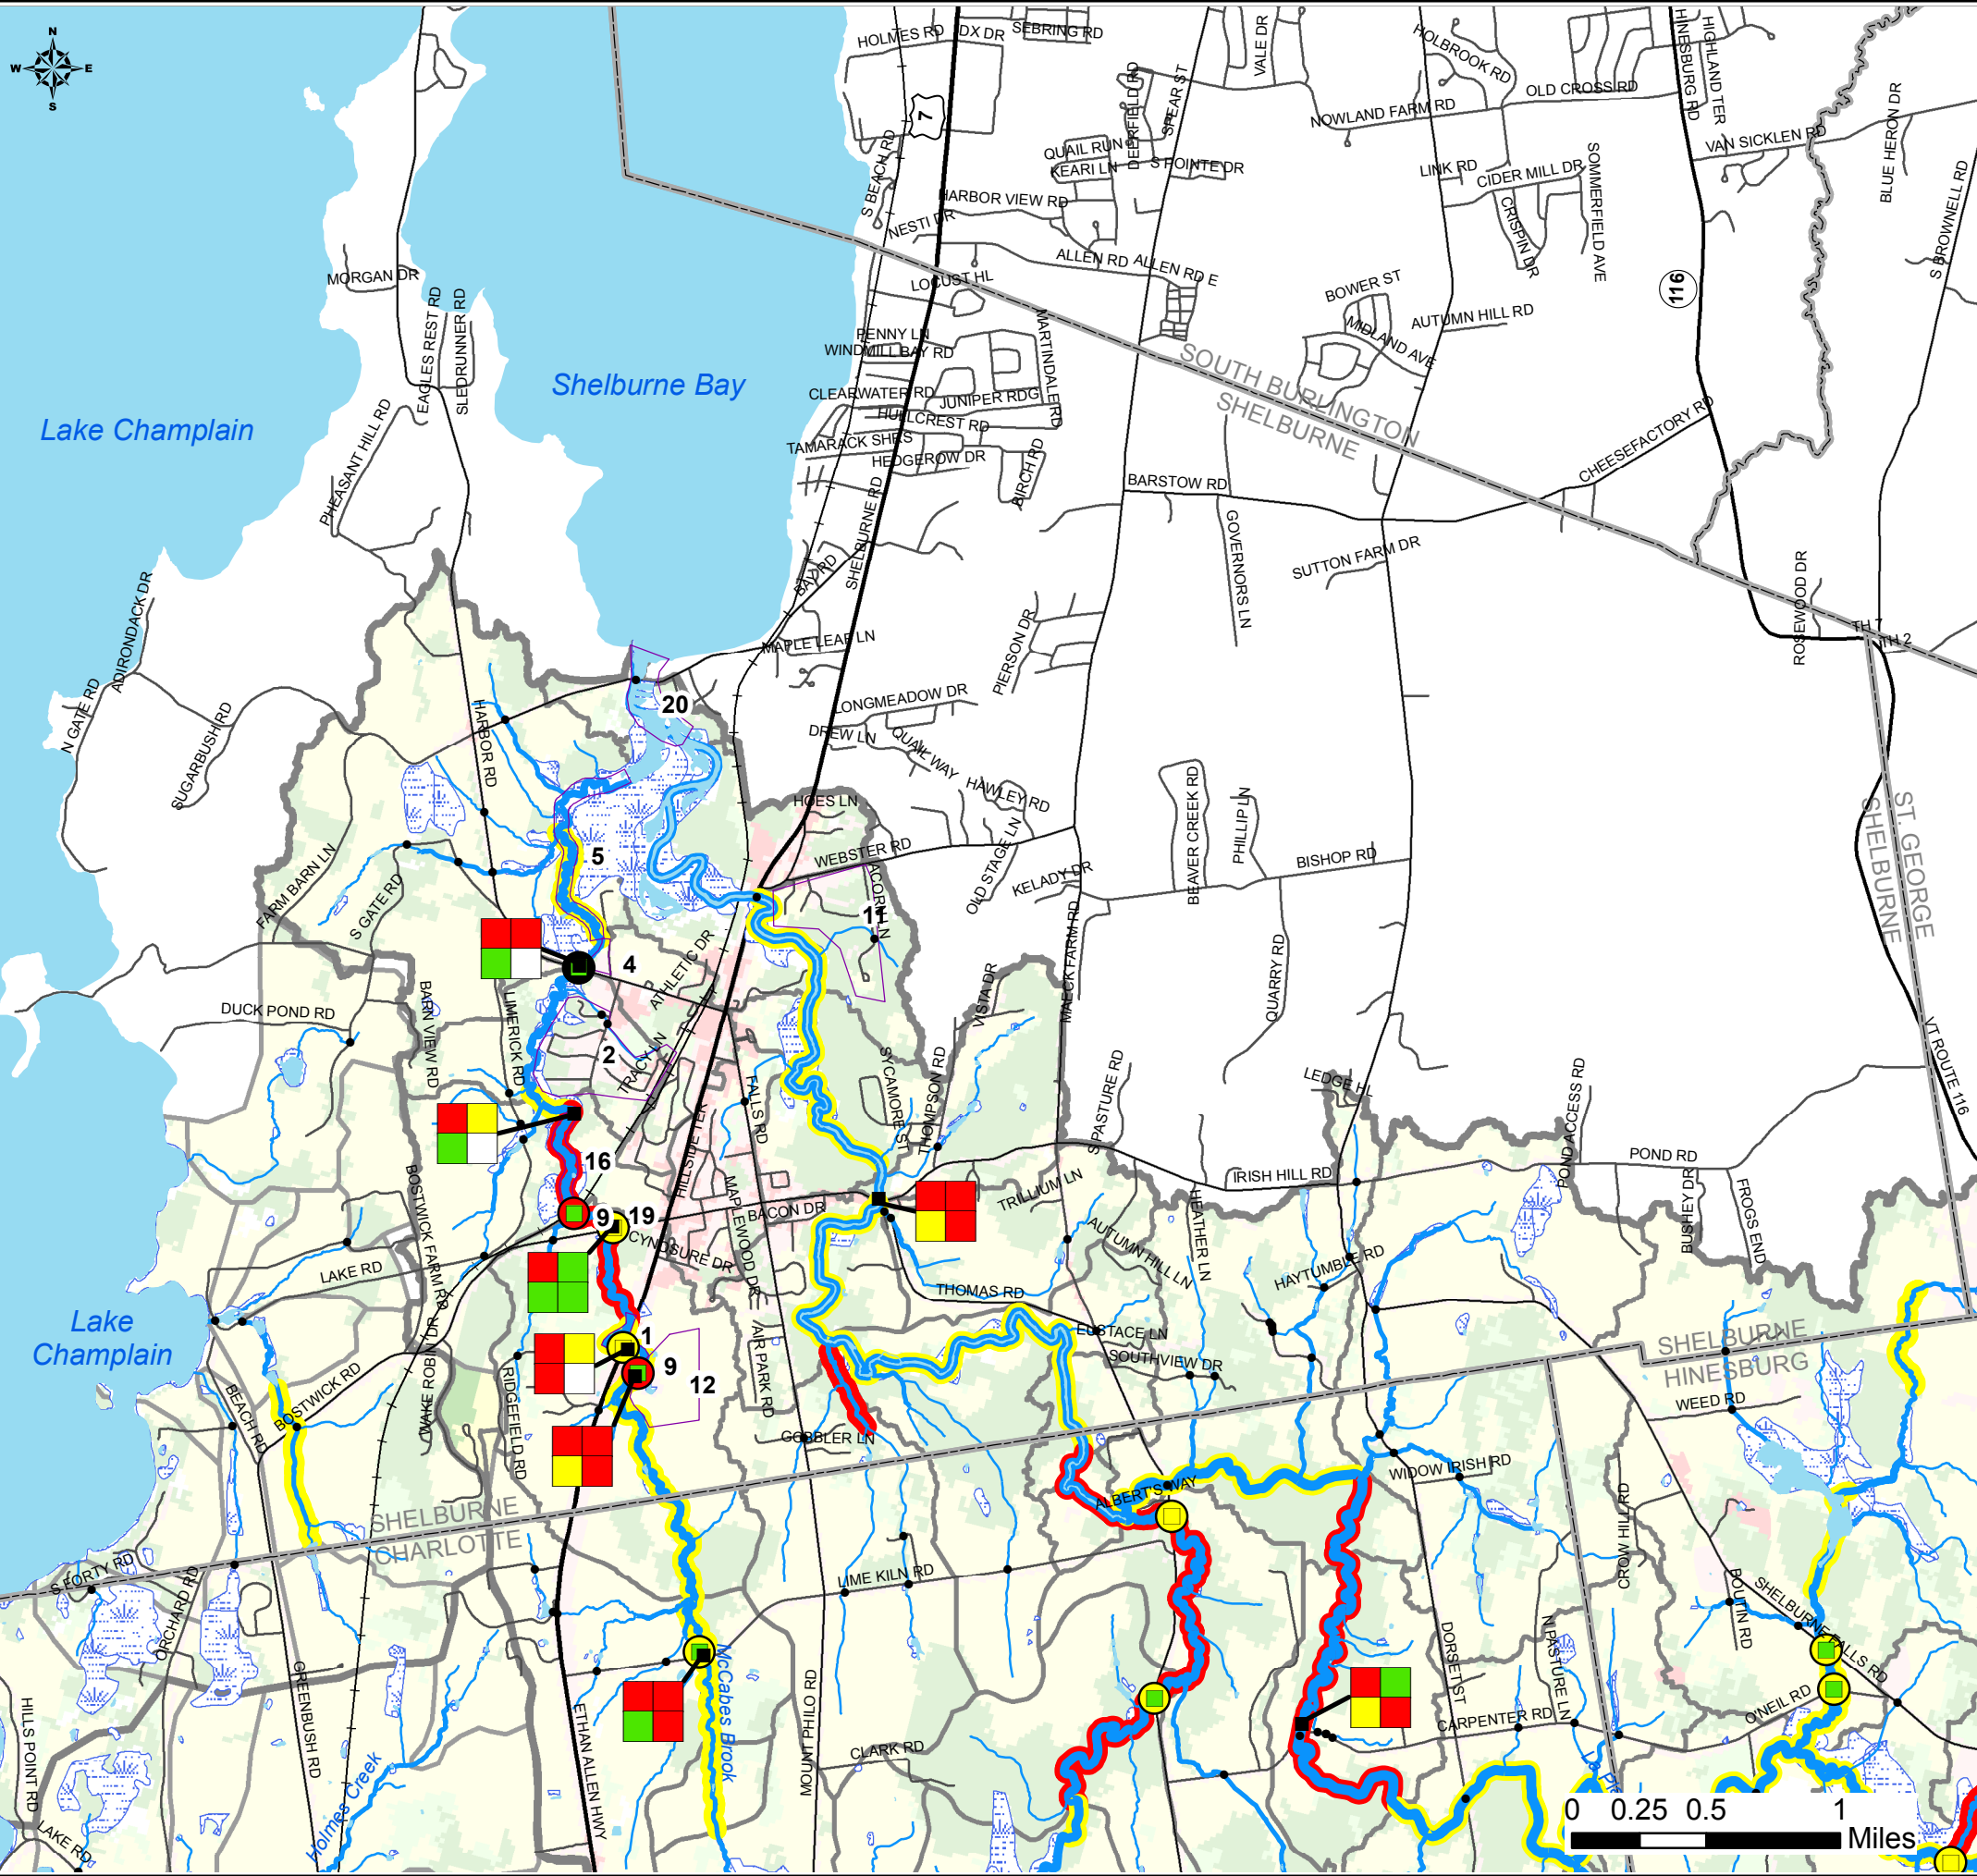 N
W E
S
HOLMES RD
DX DR
SEBRING RD
VALE DR
HOLBROOK RD
OLD CROSS RD
HINESBURG RD
HIGHLAND TER
7
DEERFIELD RD
SPEAR ST
NOWLAND FARM RD
VAN SICKLEN RD
BLUE HERON DR
S BEACH RD
QUAIL RUN
KEARI LN
S POINTE DR
LINK RD
CIDER MILL DR
SOMMERFIELD AVE
CRISPIN DR
S BROWNELL RD
HARBOR VIEW RD
NESTI DR
ALLEN RD
ALLEN RD E
MORGAN DR
LOCUST HL
BOWER ST
116
EAGLES REST RD
SLEDRUNNER RD
PENNY LN
WINDMILL BAY RD
MARTINDALE RD
MIDLAND AVE
AUTUMN HILL RD
SOUTH BURLINGTON
SHELBURNE
Shelburne Bay
Lake Champlain
CLEARWATER RD
JUNIPER RDG
HULLCREST RD
TAMARACK SHRS
HEDGEROW DR
BIRCH RD
PHEASANT HILL RD
CHEESEFACTORY RD
BARSTOW RD
SHELBURNE RD
GOVERNORS LN
SUTTON FARM DR
BAY RD
ADIRONDACK DR
ROSEWOOD DR
TH 7
TH 2
MAPLE LEAF LN
PIERSON DR
N GATE RD
SUGARBUSH RD
HARBOR RD
20
LONGMEADOW DR
DREW LN
QUAIL WAY
HAWLEY RD
HOES LN
BEAVER CREEK RD
PHILLIP LN
ST. GEORGE
SHELBURNE
5
WEBSTER RD
OLD STAGE LN
KELADY DR
BISHOP RD
FARM BARN LN
S GATE RD
ACORN LN
11
4
ATHLETIC DR
VISTA DR
MAECK FARM RD
QUARRY RD
DUCK POND RD
BARN VIEW RD
LIMERICK RD
2
TRACY LN
FALLS RD
SYCAMORE ST
THOMPSON RD
S PASTURE RD
LEDGE HL
POND ACCESS RD
VT ROUTE 116
HILLSIDE TER
16
BOSTWICK FARM RD
MAPLEWOOD DR
BACON DR
TRILLIUM LN
IRISH HILL RD
HEATHER LN
POND RD
BUSHEY DR
FROGS END
9
19
CYNOSURE DR
LAKE RD
AUTUMN HILL LN
HAYTUMBLE RD
THOMAS RD
Lake
Champlain
WAKE ROBIN DR
1
9
12
AIR PARK RD
EUSTACE LN
SOUTHVIEW DR
SHELBURNE
HINESBURG
BEACH RD
BOSTWICK RD
RIDGEFIELD RD
GOBBLER LN
WEED RD
WIDOW IRISH RD
ALBERT'S WAY
SHELBURNE
CHARLOTTE
CROW HILL RD
S FORTY RD
ORCHARD RD
LIME KILN RD
BOUTIN RD
SHELBURNE FALLS RD
GREENBUSH RD
HILLS POINT RD
ETHAN ALLEN HWY
McCabes Brook
MOUNT PHILO RD
DORSET ST
N PASTURE LN
O'NEIL RD
CARPENTER RD
CLARK RD
Holmes Creek
LAKE RD
0 0.25 0.5 1
Miles